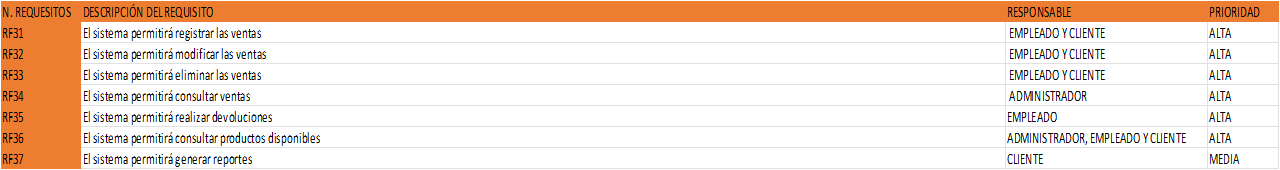 N. REQUESITOS DESCRIPCIÓN DEL REQUISITO RESPONSABLE PRIORIDAD
RF31 El sistema permitirá registrar las ventas EMPLEADO Y CLIENTE ALTA
RF32 El sistema permitirá modificar las ventas EMPLEADO Y CLIENTE ALTA
RF33 El sistema permitirá eliminar las ventas EMPLEADO Y CLIENTE ALTA
RF34 El sistema permitirá consultar ventas ADMINISTRADOR ALTA
RF35 El sistema permitirá realizar devoluciones EMPLEADO ALTA
RF36 El sistema permitirá consultar productos disponibles ADMINISTRADOR, EMPLEADO Y CLIENTE ALTA
RF37 El sistema permitirá generar reportes CLIENTE MEDIA